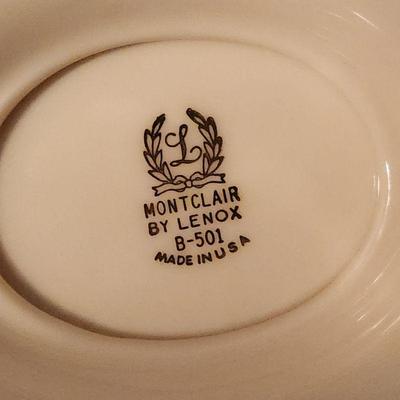 L
MONTCLAIR
BY LENOX
B-501
MADE IN USA